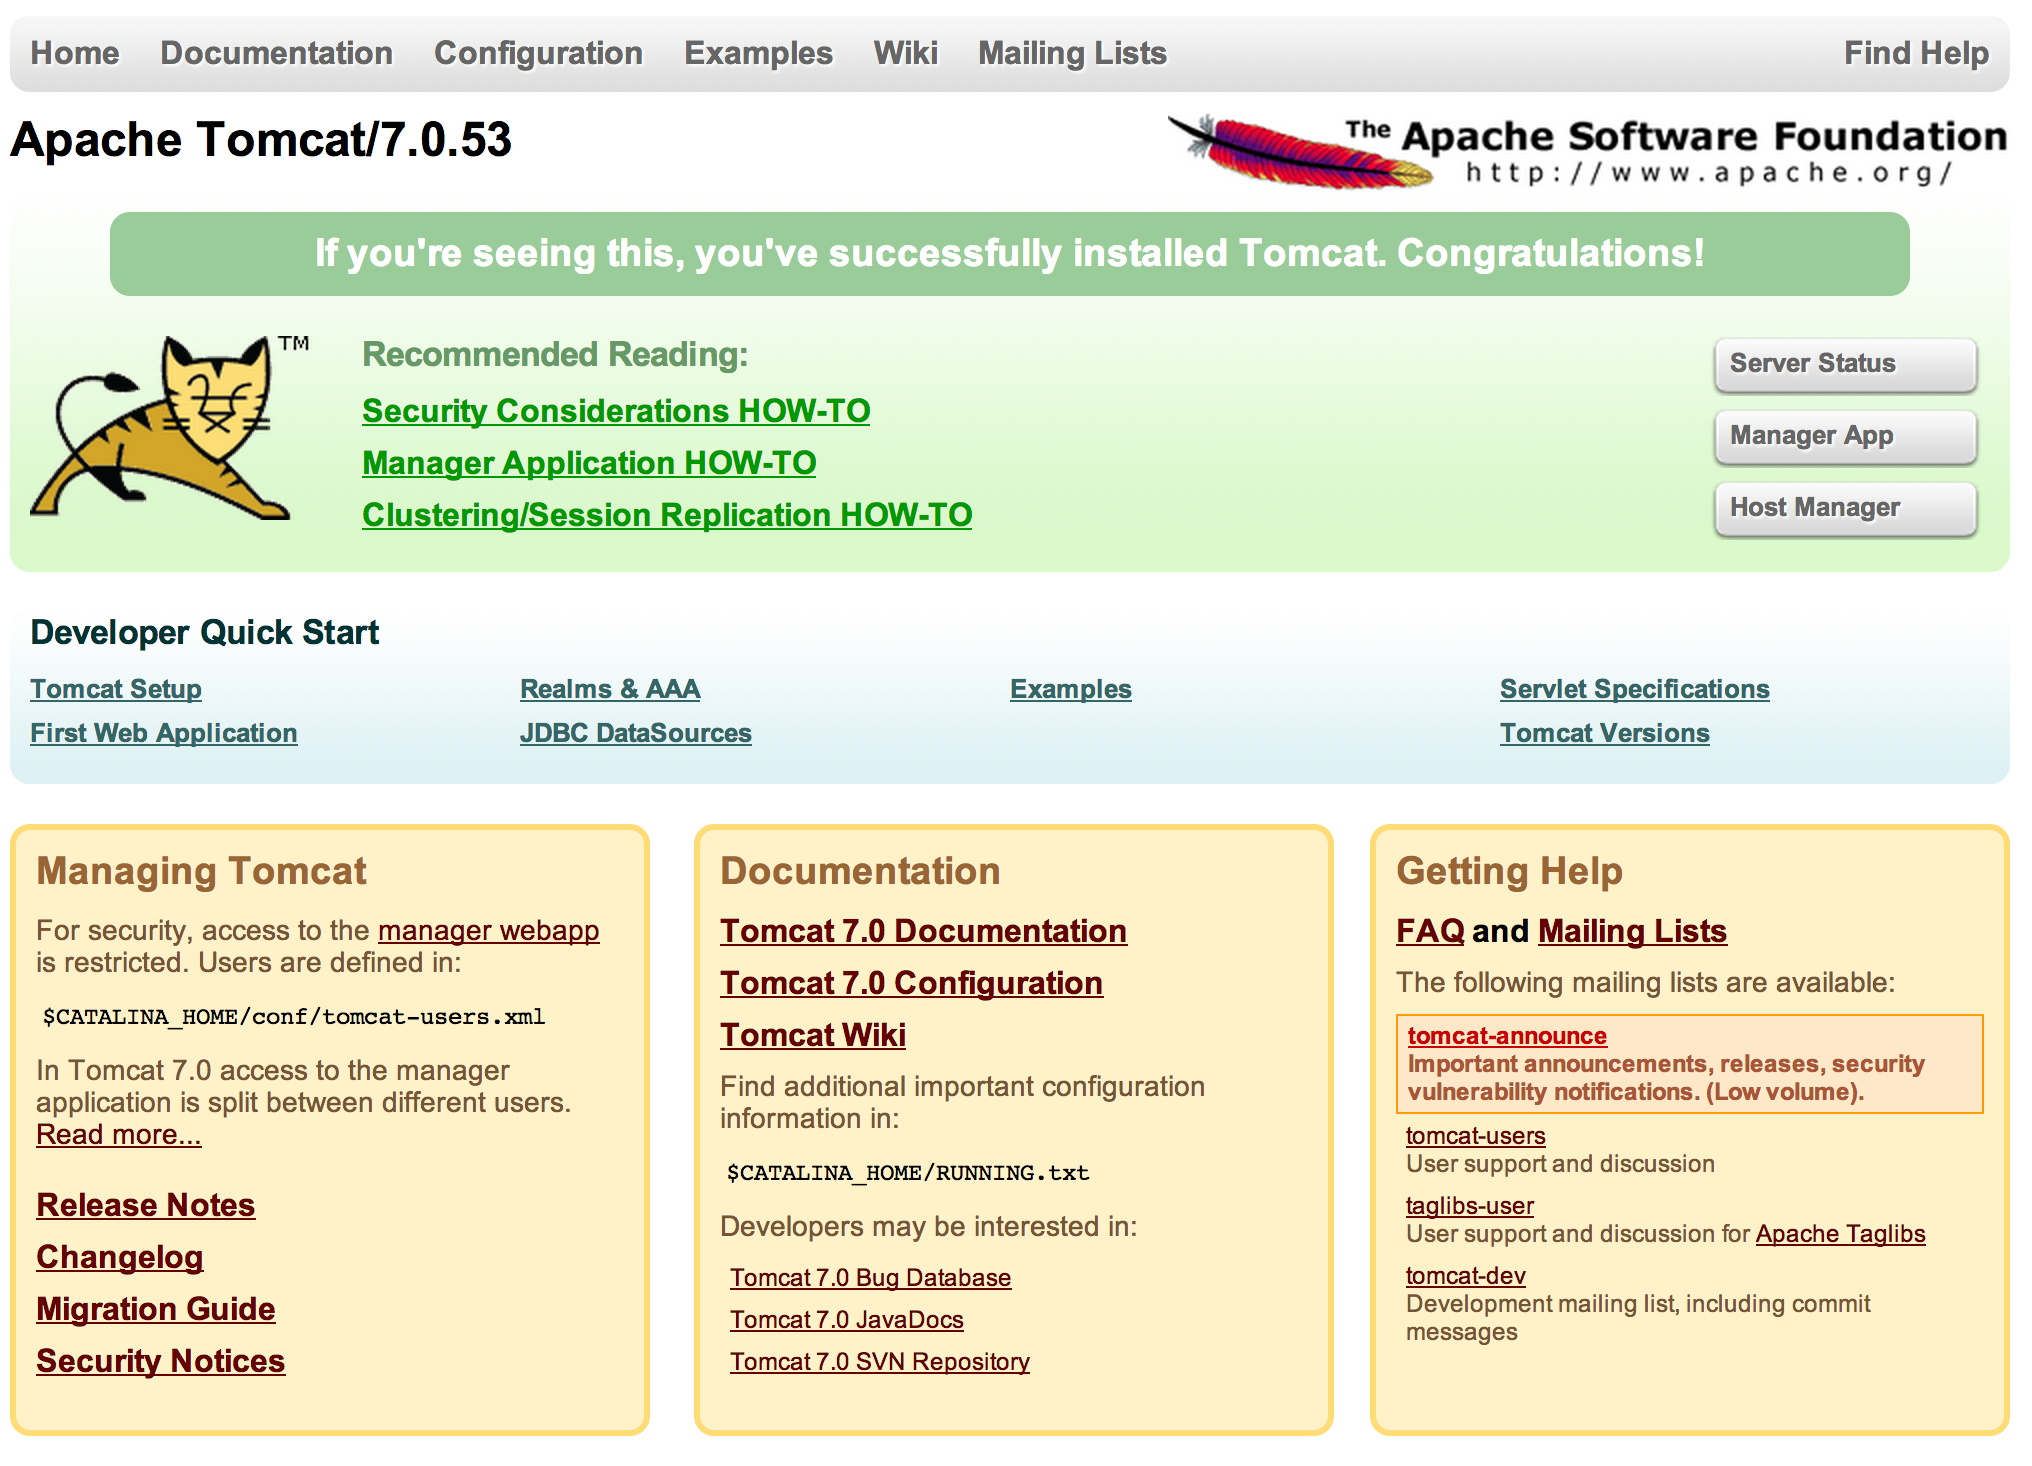 Home Documentation Configuration Examples Wiki Mailing Lists Find Help
Apache Tomcat/7.0.53
The Apache Software Foundation
http://www.apache.org/
If you're seeing this, you've successfully installed Tomcat. Congratulations!
TM
Recommended Reading:
Security Considerations HOW-TO
Manager Application HOW-TO
Clustering/Session Replication HOW-TO
Server Status
Manager App
Host Manager
Developer Quick Start
Tomcat Setup
First Web Application
Realms & AAA
JDBC DataSources
Examples
Servlet Specifications
Tomcat Versions
Managing Tomcat
For security, access to the manager webapp
is restricted. Users are defined in:
$CATALINA_HOME/conf/tomcat-users.xml
In Tomcat 7.0 access to the manager
application is split between different users.
Read more...
Release Notes
Changelog
Migration Guide
Security Notices
Documentation
Tomcat 7.0 Documentation
Tomcat 7.0 Configuration
Tomcat Wiki
Find additional important configuration
information in:
$CATALINA_HOME/RUNNING.txt
Developers may be interested in:
Tomcat 7.0 Bug Database
Tomcat 7.0 JavaDocs
Tomcat 7.0 SVN Repository
Getting Help
FAQ and Mailing Lists
The following mailing lists are available:
tomcat-announce
Important announcements, releases, security
vulnerability notifications. (Low volume).
tomcat-users
User support and discussion
taglibs-user
User support and discussion for Apache Taglibs
tomcat-dev
Development mailing list, including commit
messages